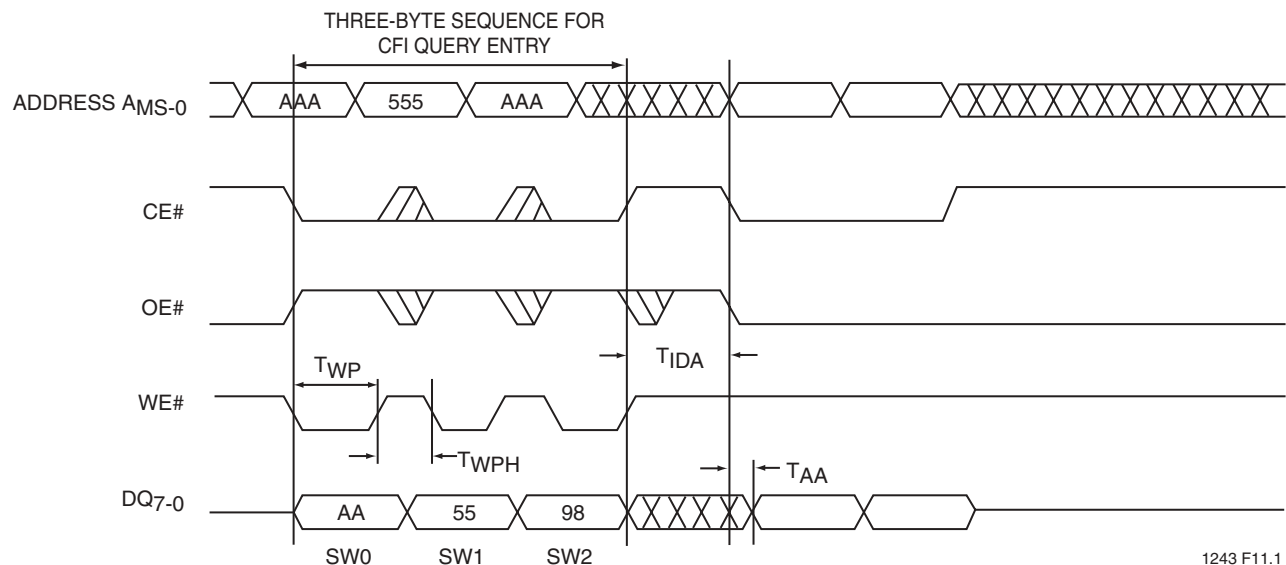 THREE-BYTE SEQUENCE FOR
CFI QUERY ENTRY
ADDRESS AMS-0
AAA
555
AAA
CE#
OE#
TIDA
TWP
WE#
TWPH
TAA
DQ7-0
AA
55
98
SW0
SW1
SW2
1243 F11.1